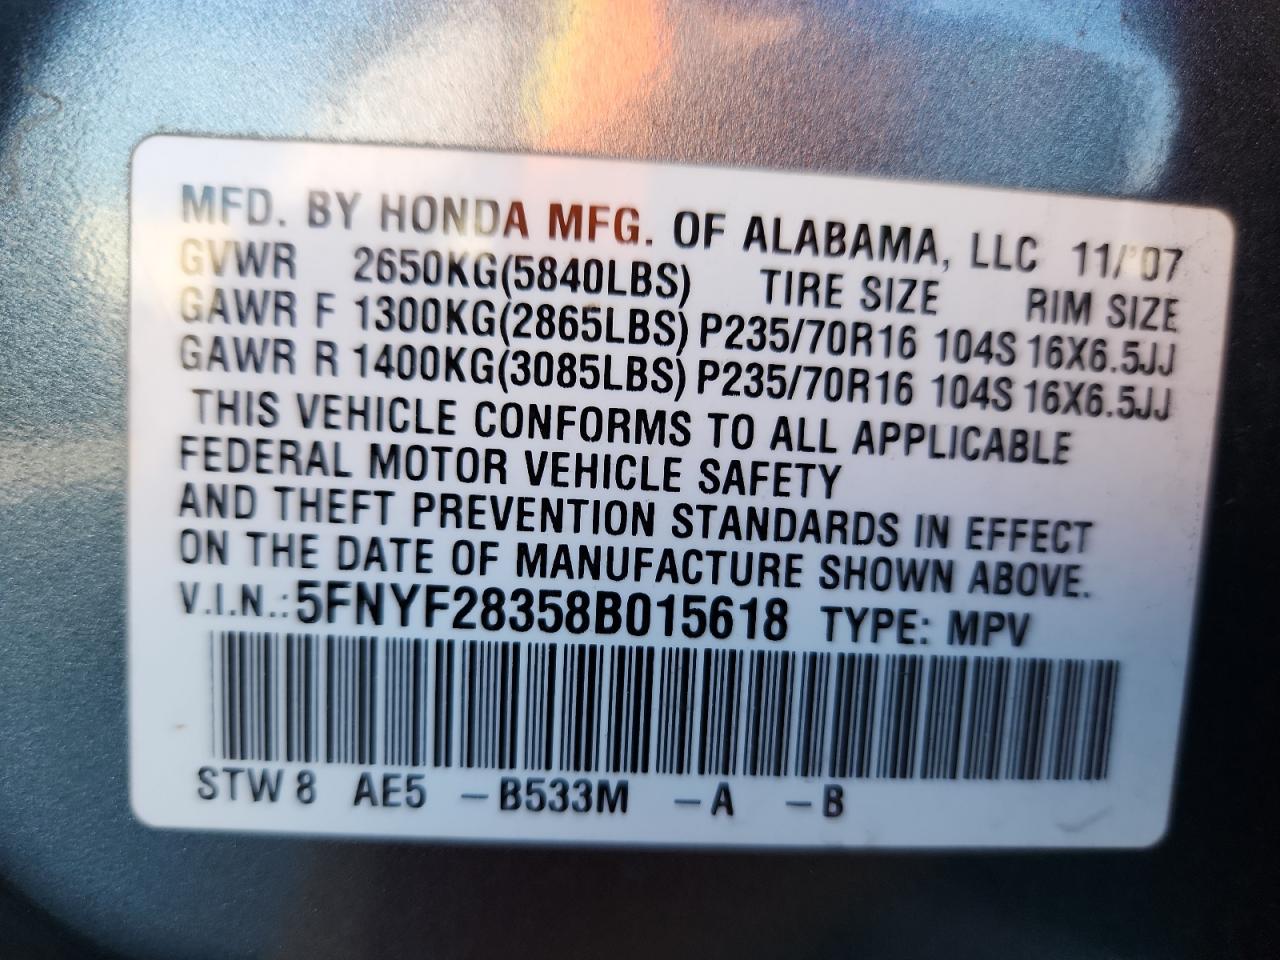 MFD. BY HONDA MFG. OF ALABAMA, LLC 11/'07
GVWR 2650KG(5840LBS) TIRE SIZE RIM SIZE
GAWR F 1300KG(2865LBS) P235/70R16 104S 16X6.5JJ
GAWR R 1400KG(3085LBS) P235/70R16 104S 16X6.5JJ
THIS VEHICLE CONFORMS TO ALL APPLICABLE
FEDERAL MOTOR VEHICLE SAFETY
AND THEFT PREVENTION STANDARDS IN EFFECT
ON THE DATE OF MANUFACTURE SHOWN ABOVE.
V.I.N.:5FNYF28358B015618 TYPE: MPV
STW8 AE5 –B533M –A –B